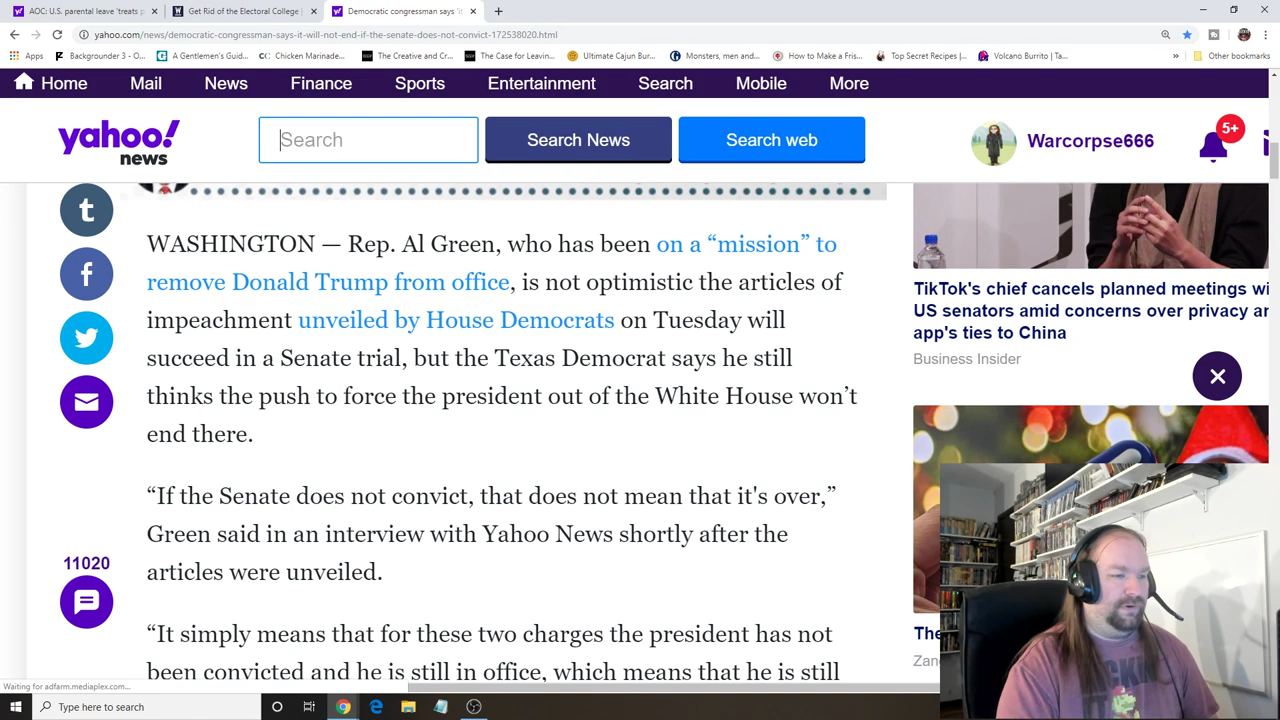 AOC: U.S. parental leave 'treats p
Get Rid of the Electoral College |
Democratic congressman says 'it
yahoo.com/news/democratic-congressman-says-it-will-not-end-if-the-senate-does-not-convict-172538020.html
Apps
Backgrounder 3 - O...
A Gentlemen's Guid...
Chicken Marinade...
The Creative and Cr...
The Case for Leavin...
Ultimate Cajun Bur...
Monsters, men and...
How to Make a Fris...
Top Secret Recipes |...
Volcano Burrito | Ta...
»
Other bookmarks
Home
Mail
News
Finance
Sports
Entertainment
Search
Mobile
More
yahoo!
news
Search
Search News
Search web
Warcorpse666
5+
WASHINGTON — Rep. Al Green, who has been on a “mission” to
remove Donald Trump from office, is not optimistic the articles of
impeachment unveiled by House Democrats on Tuesday will
succeed in a Senate trial, but the Texas Democrat says he still
thinks the push to force the president out of the White House won’t
end there.
“If the Senate does not convict, that does not mean that it's over,”
Green said in an interview with Yahoo News shortly after the
articles were unveiled.
“It simply means that for these two charges the president has not
been convicted and he is still in office, which means that he is still
11020
TikTok's chief cancels planned meetings wi
US senators amid concerns over privacy an
app's ties to China
Business Insider
The
Zang
Waiting for adfarm.mediaplex.com...
Type here to search